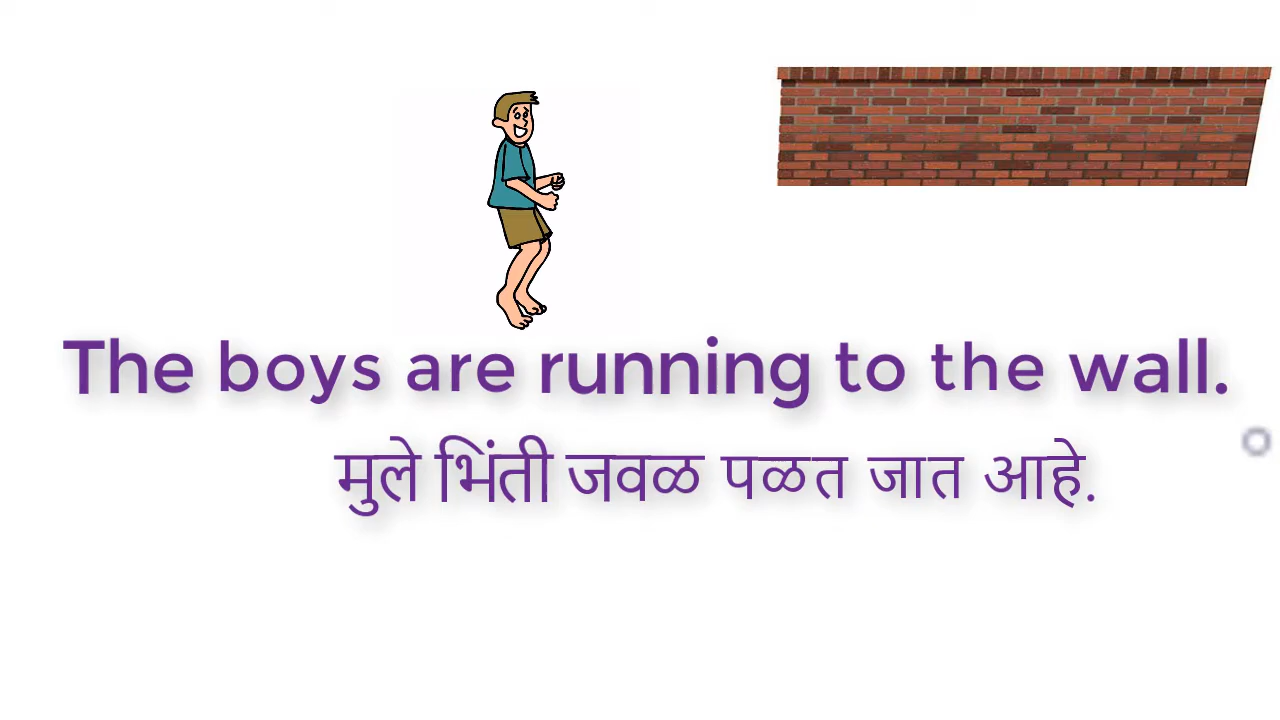 The boys are running to the wall.
मुले भिंती जवळ पळत जात आहे.